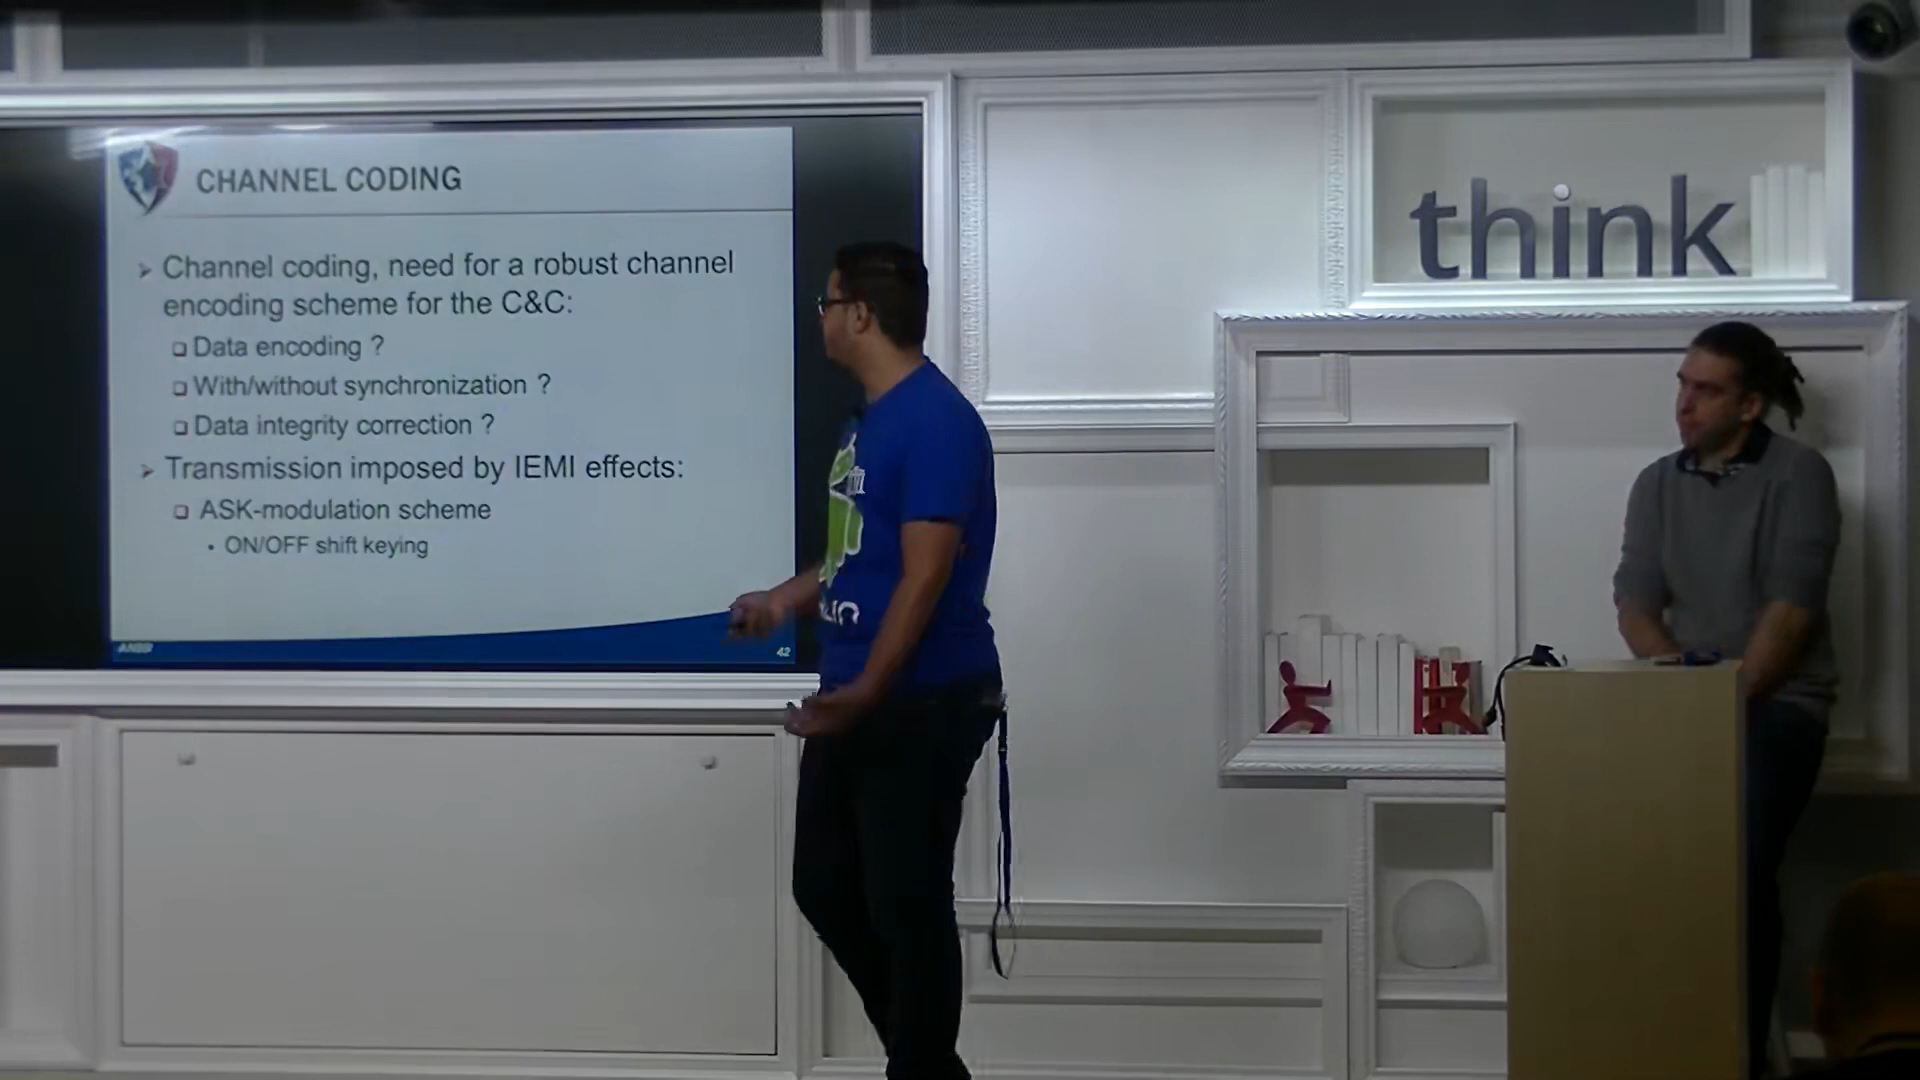 CHANNEL CODING
Channel coding, need for a robust channel
encoding scheme for the C&C:
Data encoding ?
With/without synchronization ?
Data integrity correction ?
Transmission imposed by IEMI effects:
ASK-modulation scheme
ON/OFF shift keying
ANSSI
42
think